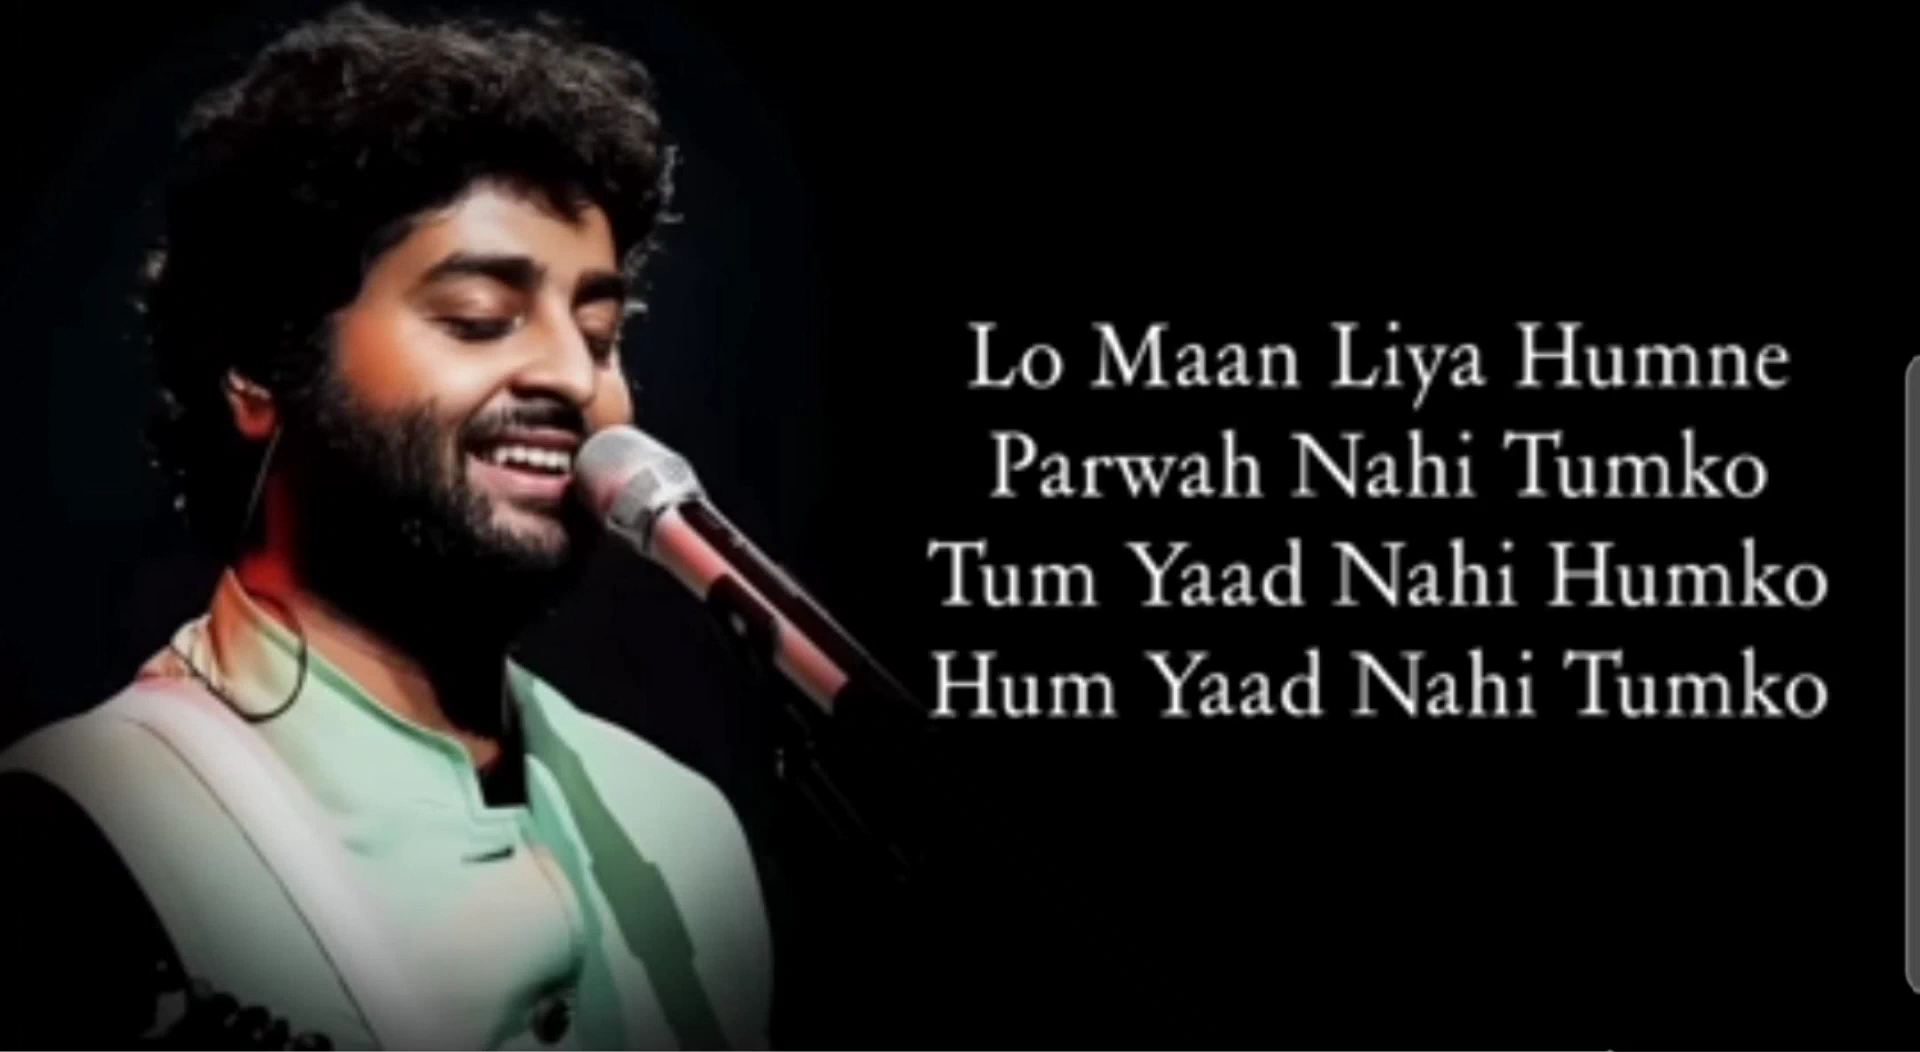 Lo Maan Liya Humne
Parwah Nahi Tumko
Tum Yaad Nahi Humko
Hum Yaad Nahi Tumko